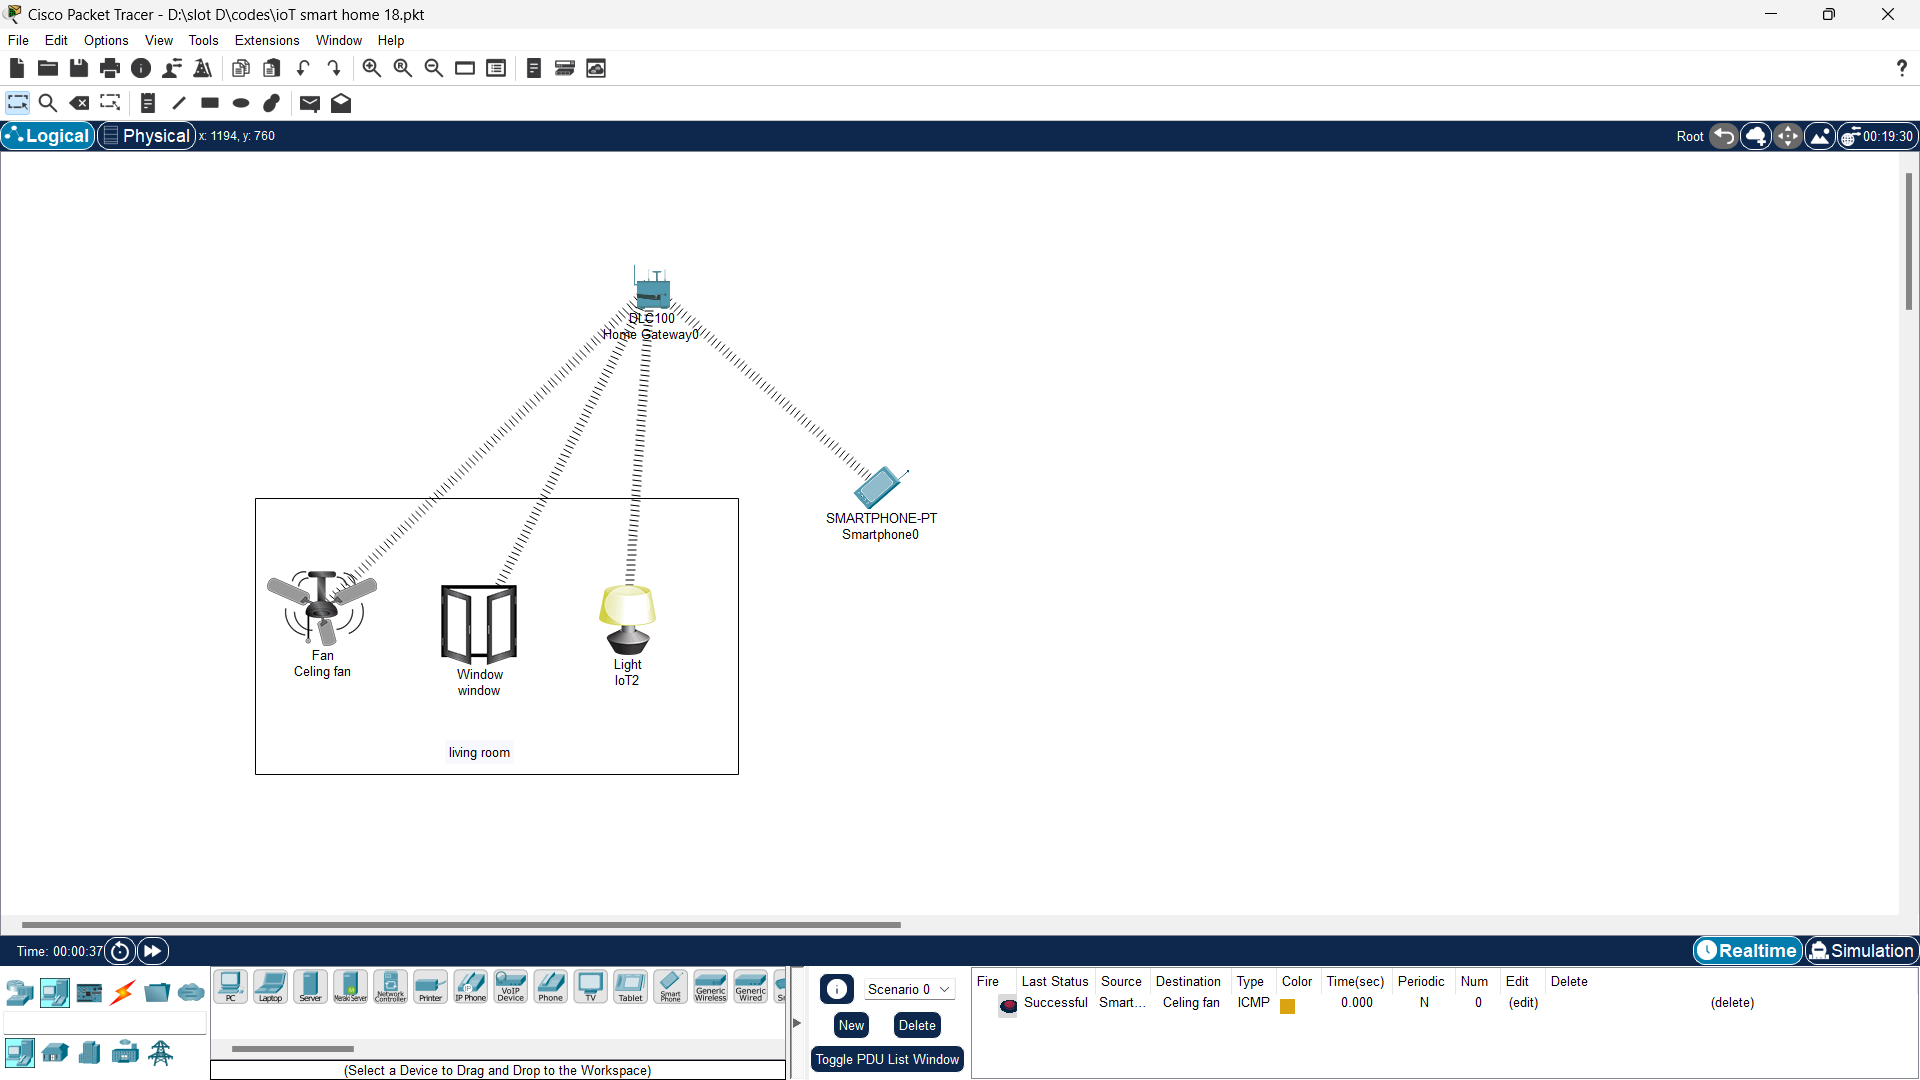 Cisco Packet Tracer - D:\slot D\codes\ioT smart home 18.pkt
File Edit Options View Tools Extensions Window Help
?
Logical Physical x: 1194, y: 760 Root 00:19:30
DLC100
Home Gateway0
SMARTPHONE-PT
Smartphone0
Fan
Celing fan
Window
window
Light
IoT2
living room
Time: 00:00:37 Realtime Simulation
PC Laptop Server Meraki Server Network Controller Printer IP Phone VoIP Device Phone TV Tablet Smart Phone Generic Wireless Generic Wired
(Select a Device to Drag and Drop to the Workspace)
Scenario 0
New Delete
Toggle PDU List Window
Fire Last Status Source Destination Type Color Time(sec) Periodic Num Edit Delete
Successful Smart... Celing fan ICMP 0.000 N 0 (edit) (delete)